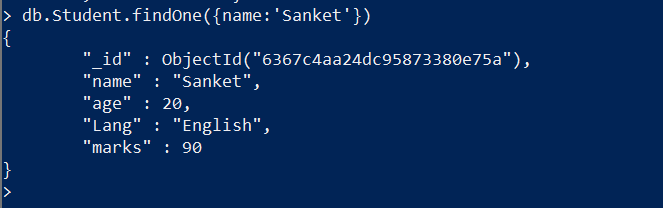 > db.Student.findOne({name:'Sanket'})
{
        "_id" : ObjectId("6367c4aa24dc95873380e75a"),
        "name" : "Sanket",
        "age" : 20,
        "Lang" : "English",
        "marks" : 90
}
>